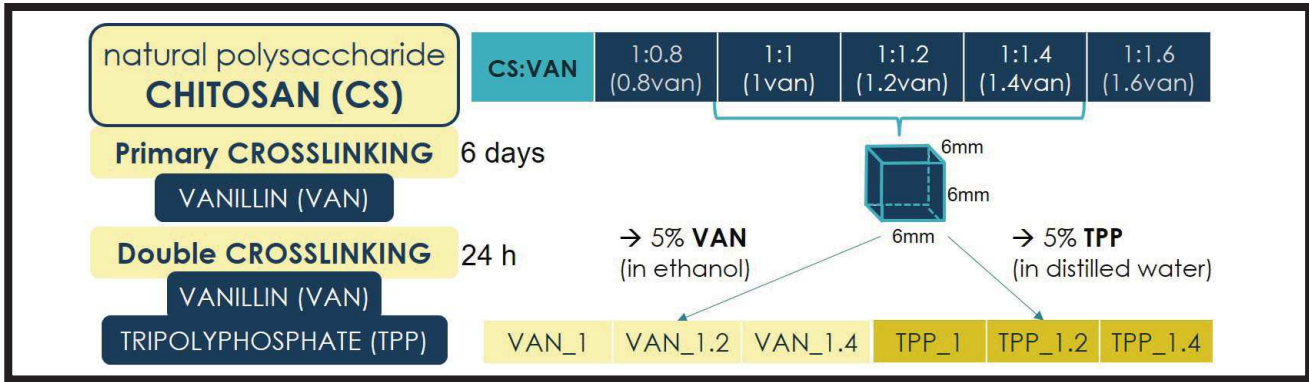 natural polysaccharide
CHITOSAN (CS)
CS:VAN
1:0.8
(0.8van)
1:1
(1van)
1:1.2
(1.2van)
1:1.4
(1.4van)
1:1.6
(1.6van)
Primary CROSSLINKING
6 days
VANILLIN (VAN)
6mm
6mm
6mm
Double CROSSLINKING
24 h
VANILLIN (VAN)
TRIPOLYPHOSPHATE (TPP)
→ 5% VAN
(in ethanol)
→ 5% TPP
(in distilled water)
VAN_1
VAN_1.2
VAN_1.4
TPP_1
TPP_1.2
TPP_1.4